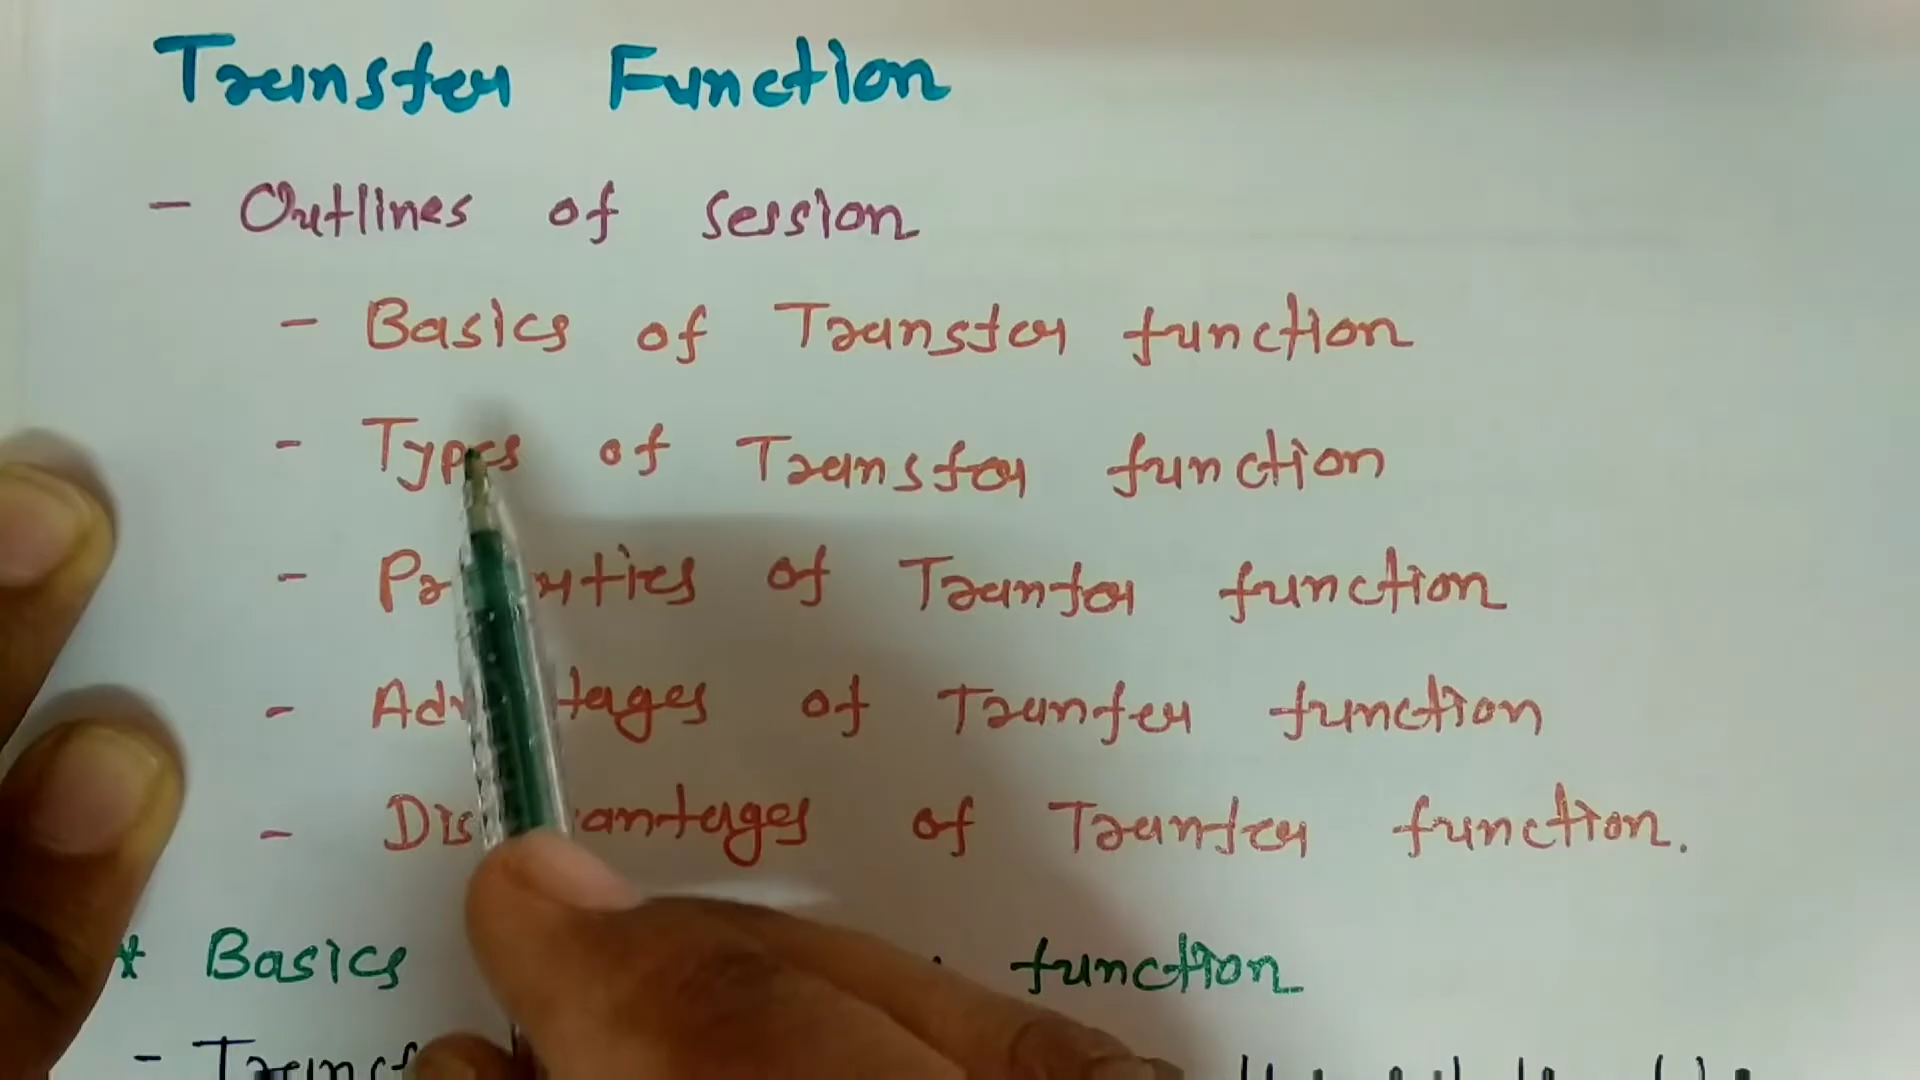 Transfer Function
- Outlines of session
- Basics of Transfer function
- Types of Transfer function
- of Tranfer function
- of Tranfer function
- of Tranfer function.
* Basics function
-